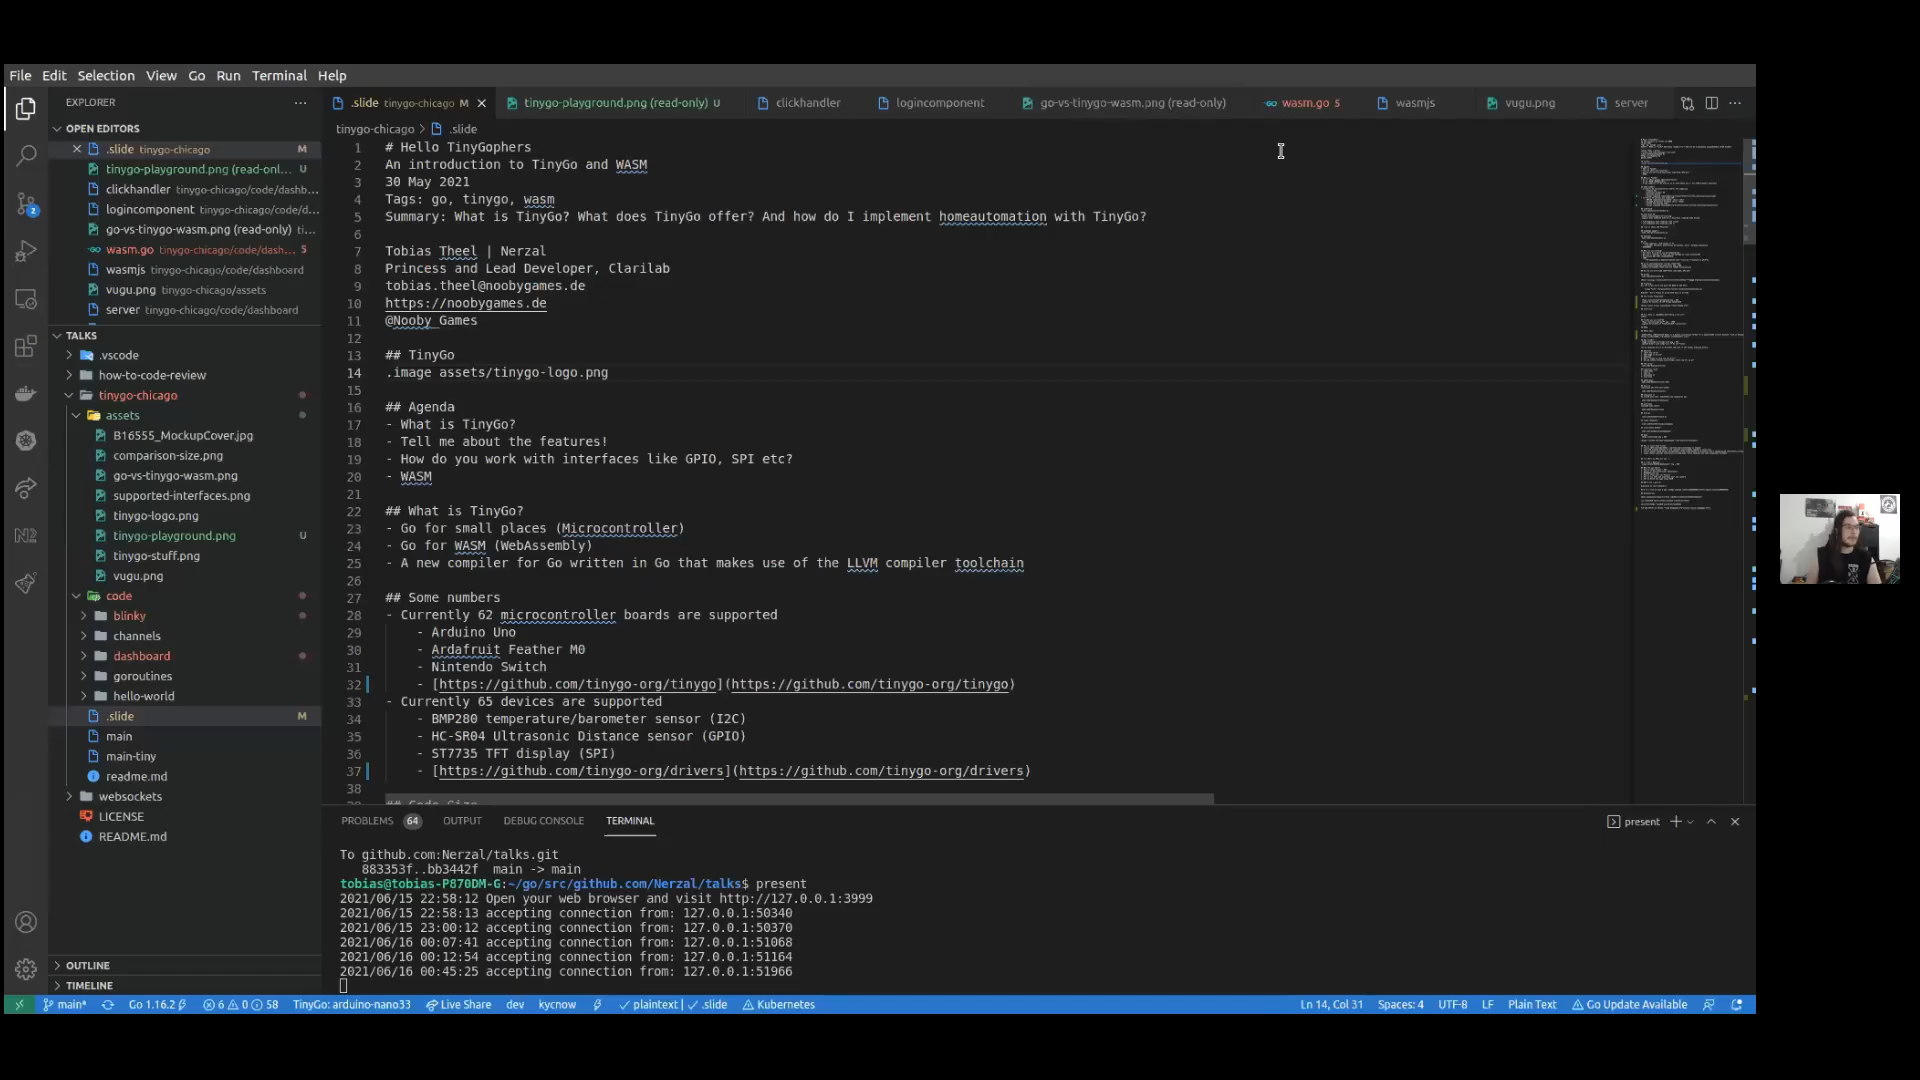 File Edit Selection View Go Run Terminal Help
EXPLORER
.slide tinygo-chicago M
tinygo-playground.png (read-only) U
clickhandler
logincomponent
go-vs-tinygo-wasm.png (read-only)
wasm.go 5
wasmjs
vugu.png
server
OPEN EDITORS
.slide tinygo-chicago M
tinygo-playground.png (read-onl... U
clickhandler tinygo-chicago/code/dashb...
logincomponent tinygo-chicago/code/d...
go-vs-tinygo-wasm.png (read-only) ti...
wasm.go tinygo-chicago/code/dash... 5
wasmjs tinygo-chicago/code/dashboard
vugu.png tinygo-chicago/assets
server tinygo-chicago/code/dashboard
TALKS
.vscode
how-to-code-review
tinygo-chicago
assets
B16555_MockupCover.jpg
comparison-size.png
go-vs-tinygo-wasm.png
supported-interfaces.png
tinygo-logo.png
tinygo-playground.png U
tinygo-stuff.png
vugu.png
code
blinky
channels
dashboard
goroutines
hello-world
.slide M
main
main-tiny
readme.md
websockets
LICENSE
README.md
OUTLINE
TIMELINE
tinygo-chicago > .slide
1 # Hello TinyGophers
2 An introduction to TinyGo and WASM
3 30 May 2021
4 Tags: go, tinygo, wasm
5 Summary: What is TinyGo? What does TinyGo offer? And how do I implement homeautomation with TinyGo?
6
7 Tobias Theel | Nerzal
8 Princess and Lead Developer, Clarilab
9 tobias.theel@noobygames.de
10 https://noobygames.de
11 @Nooby_Games
12
13 ## TinyGo
14 .image assets/tinygo-logo.png
15
16 ## Agenda
17 - What is TinyGo?
18 - Tell me about the features!
19 - How do you work with interfaces like GPIO, SPI etc?
20 - WASM
21
22 ## What is TinyGo?
23 - Go for small places (Microcontroller)
24 - Go for WASM (WebAssembly)
25 - A new compiler for Go written in Go that makes use of the LLVM compiler toolchain
26
27 ## Some numbers
28 - Currently 62 microcontroller boards are supported
29 - Arduino Uno
30 - Ardafruit Feather M0
31 - Nintendo Switch
32 - [https://github.com/tinygo-org/tinygo](https://github.com/tinygo-org/tinygo)
33 - Currently 65 devices are supported
34 - BMP280 temperature/barometer sensor (I2C)
35 - HC-SR04 Ultrasonic Distance sensor (GPIO)
36 - ST7735 TFT display (SPI)
37 - [https://github.com/tinygo-org/drivers](https://github.com/tinygo-org/drivers)
38
## Code Size
PROBLEMS 64 OUTPUT DEBUG CONSOLE TERMINAL
present
To github.com:Nerzal/talks.git
883353f..bb3442f main -> main
tobias@tobias-P870DM-G:~/go/src/github.com/Nerzal/talks$ present
2021/06/15 22:58:12 Open your web browser and visit http://127.0.0.1:3999
2021/06/15 22:58:13 accepting connection from: 127.0.0.1:50340
2021/06/15 23:00:12 accepting connection from: 127.0.0.1:50370
2021/06/16 00:07:41 accepting connection from: 127.0.0.1:51068
2021/06/16 00:12:54 accepting connection from: 127.0.0.1:51164
2021/06/16 00:45:25 accepting connection from: 127.0.0.1:51966
main* Go 1.16.2 6 0 58 TinyGo: arduino-nano33 Live Share dev kycnow plaintext | .slide Kubernetes
Ln 14, Col 31 Spaces: 4 UTF-8 LF Plain Text Go Update Available